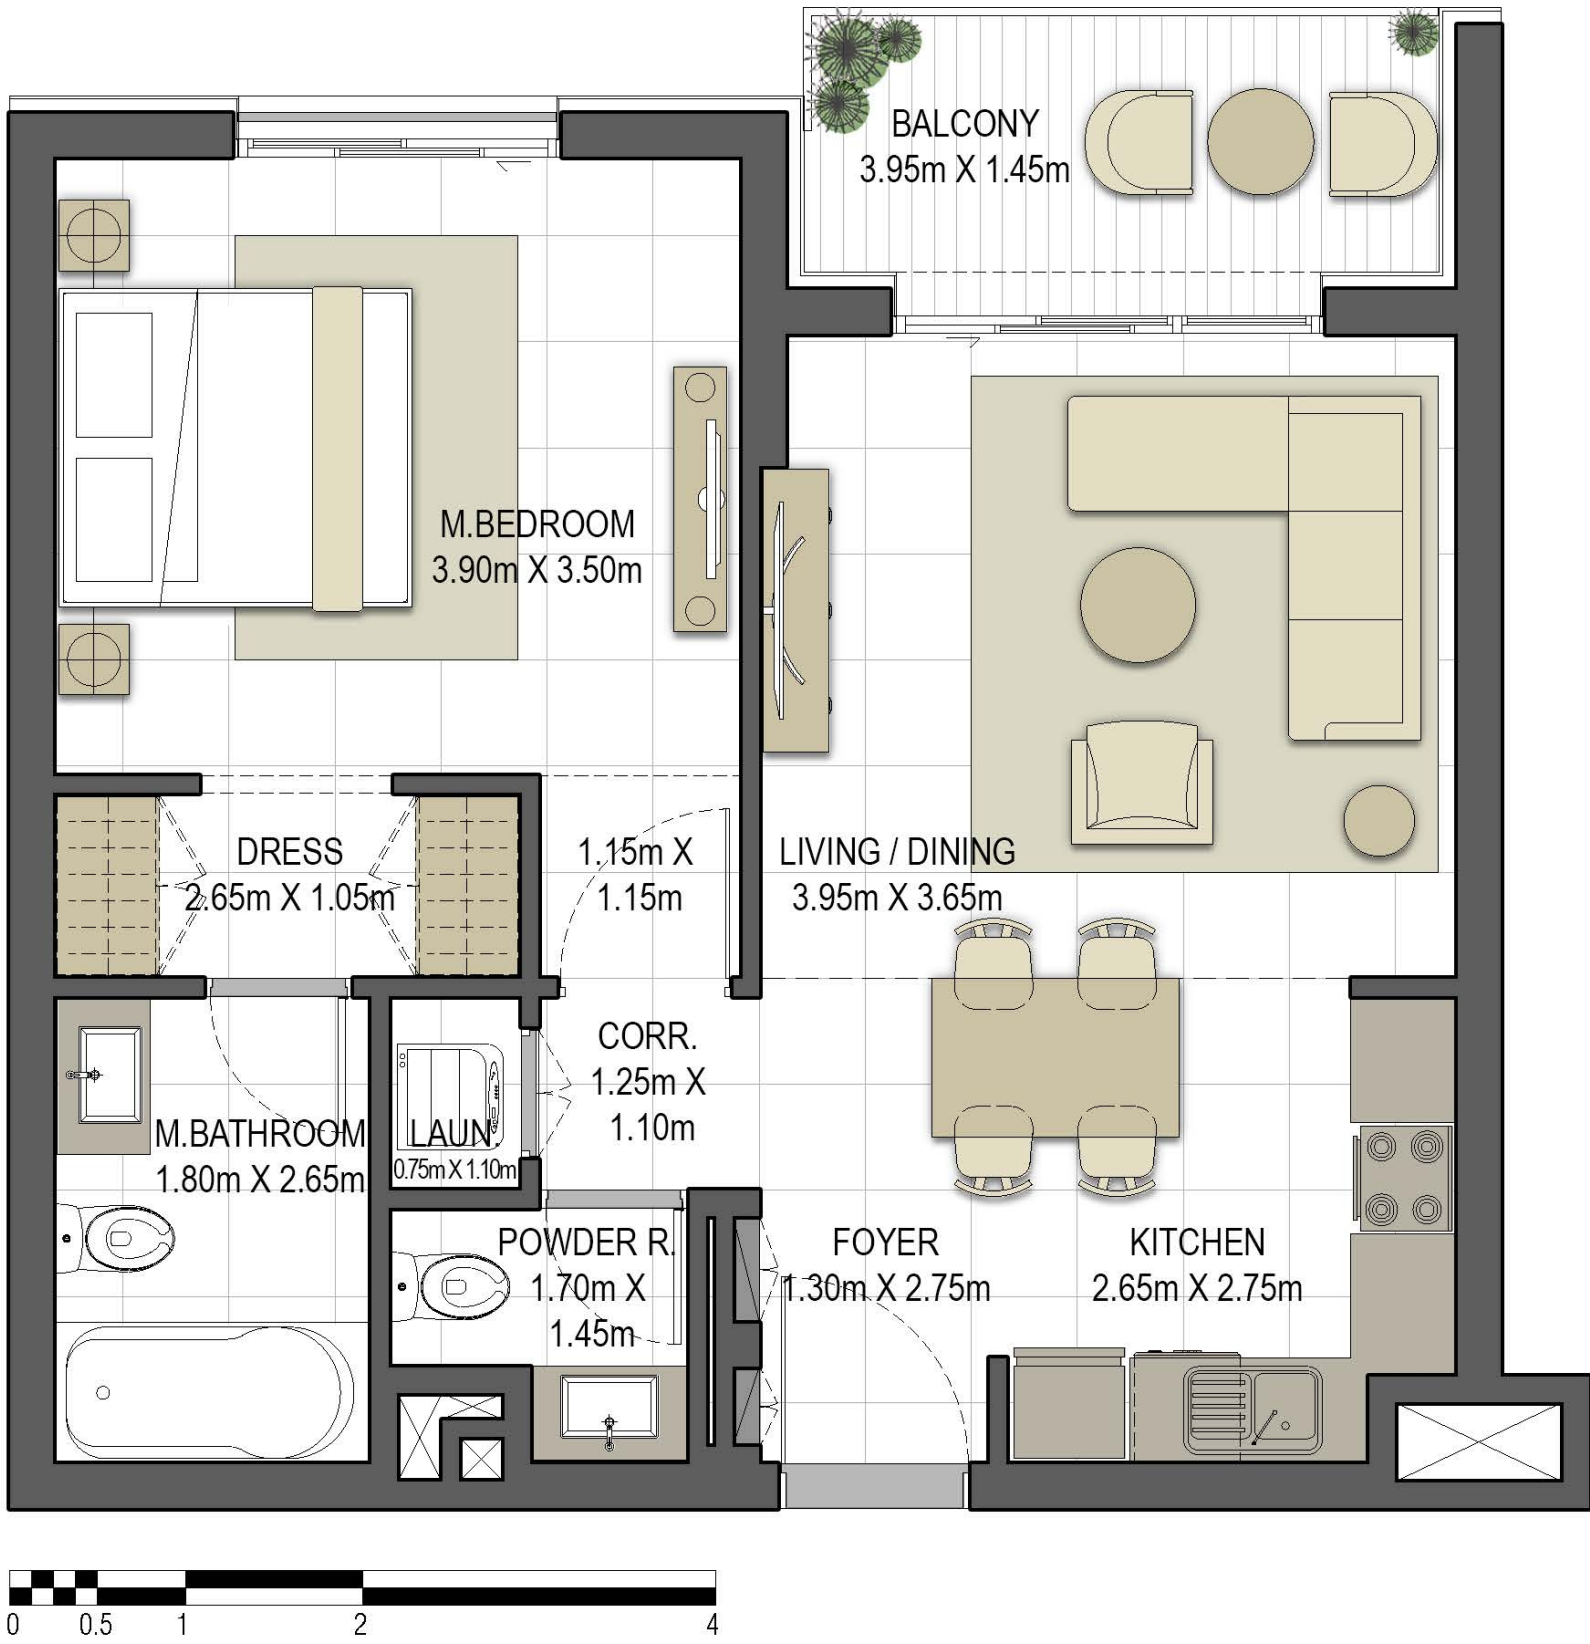 BALCONY
3.95m X 1.45m
M.BEDROOM
3.90m X 3.50m
DRESS
2.65m X 1.05m
1.15m X
1.15m
LIVING / DINING
3.95m X 3.65m
CORR.
1.25m X
1.10m
M.BATHROOM
1.80m X 2.65m
LAUN.
0.75m X 1.10m
POWDER R.
1.70m X
1.45m
FOYER
1.30m X 2.75m
KITCHEN
2.65m X 2.75m
0 0.5 1 2 4